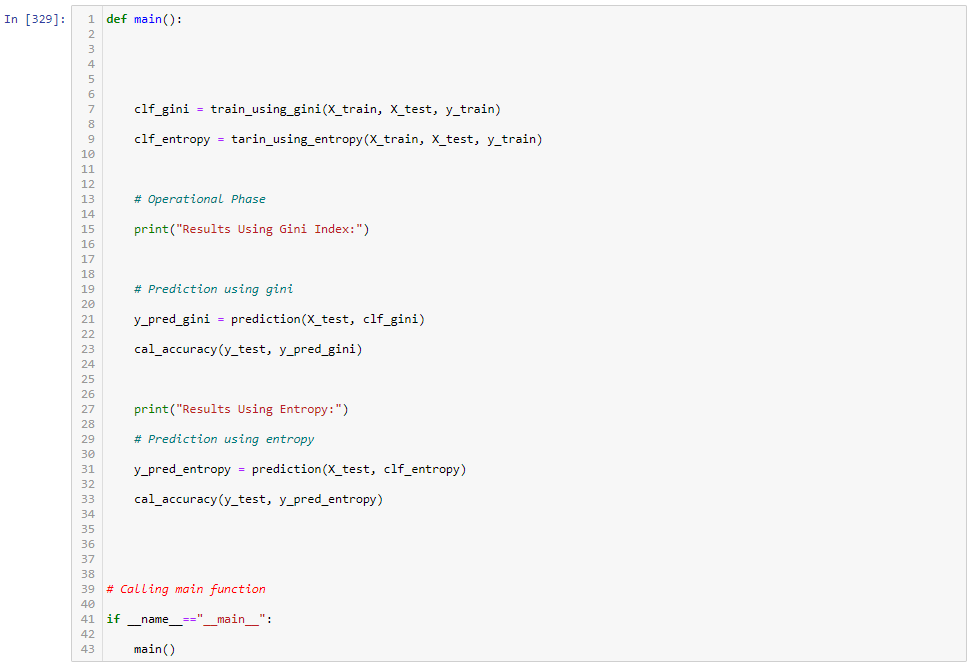 In [329]:
1 def main():
2
3
4
5
6
7 clf_gini = train_using_gini(X_train, X_test, y_train)
8
9 clf_entropy = tarin_using_entropy(X_train, X_test, y_train)
10
11
12
13 # Operational Phase
14
15 print("Results Using Gini Index:")
16
17
18
19 # Prediction using gini
20
21 y_pred_gini = prediction(X_test, clf_gini)
22
23 cal_accuracy(y_test, y_pred_gini)
24
25
26
27 print("Results Using Entropy:")
28
29 # Prediction using entropy
30
31 y_pred_entropy = prediction(X_test, clf_entropy)
32
33 cal_accuracy(y_test, y_pred_entropy)
34
35
36
37
38
39 # Calling main function
40
41 if __name__=="__main__":
42
43 main()